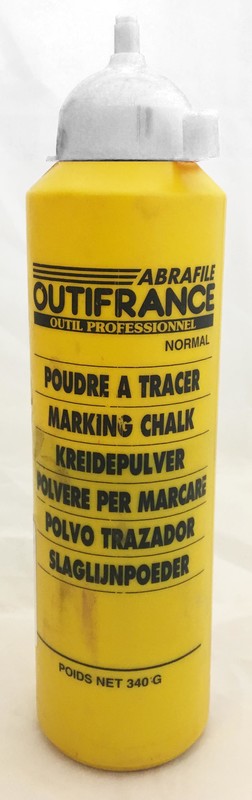 ABRAFILE
OUTIFRANCE
OUTIL PROFESSIONNEL
NORMAL
POUDRE A TRACER
MARKING CHALK
KREIDEPULVER
POLVERE PER MARCARE
POLVO TRAZADOR
SLAGLIJNPOEDER
POIDS NET 340 G